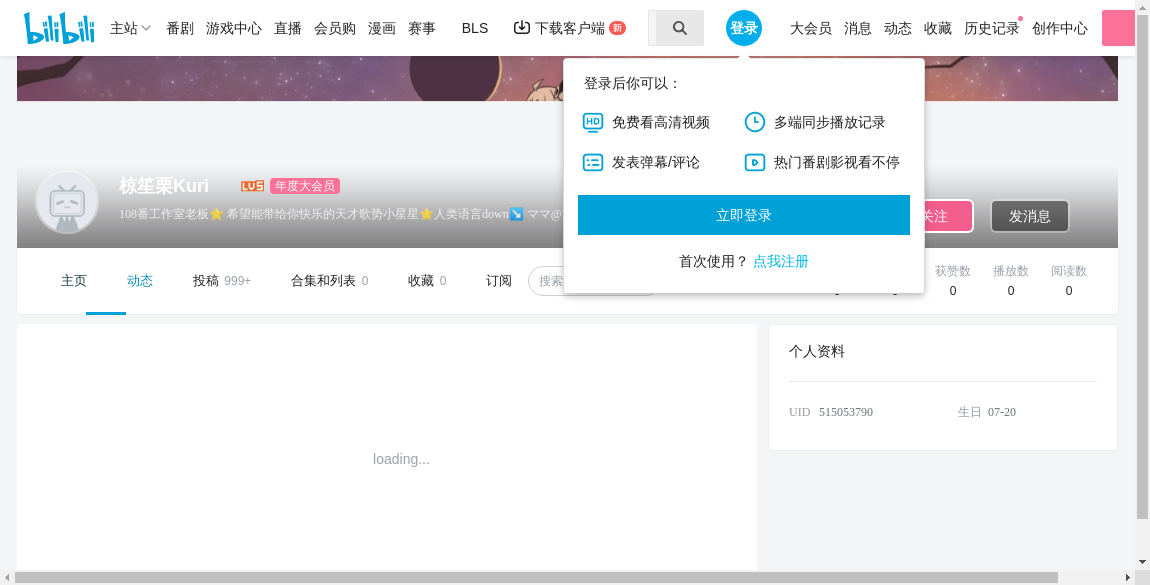 bilibili 主站 番剧 游戏中心 直播 会员购 漫画 赛事 BLS 下载客户端 新 登录 大会员 消息 动态 收藏 历史记录 创作中心
登录后你可以：
HD 免费看高清视频 多端同步播放记录
发表弹幕/评论 热门番剧影视看不停
立即登录
首次使用？ 点我注册
椋笙栗Kuri LV5 年度大会员
108番工作室老板⭐ 希望能带给你快乐的天才歌势小星星⭐人类语言down↘ ママ@
关注 发消息
主页 动态 投稿 999+ 合集和列表 0 收藏 0 订阅 搜索
获赞数 播放数 阅读数
0 0 0
loading...
个人资料
UID 515053790 生日 07-20